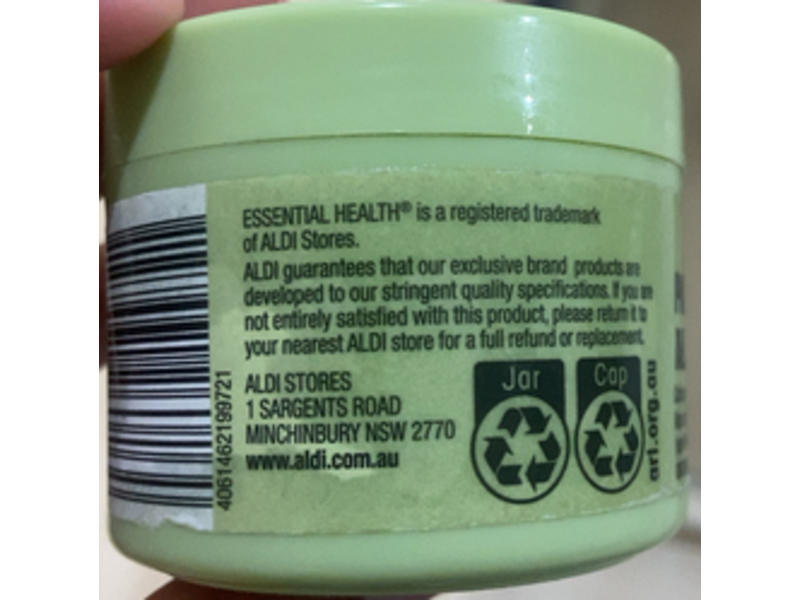 ESSENTIAL HEALTH® is a registered trademark
of ALDI Stores.
ALDI guarantees that our exclusive brand products are
developed to our stringent quality specifications. If you are
not entirely satisfied with this product, please return it to
your nearest ALDI store for a full refund or replacement.
ALDI STORES
1 SARGENTS ROAD
MINCHINBURY NSW 2770
www.aldi.com.au
Jar
Cap
arl.org.au
4061462199721